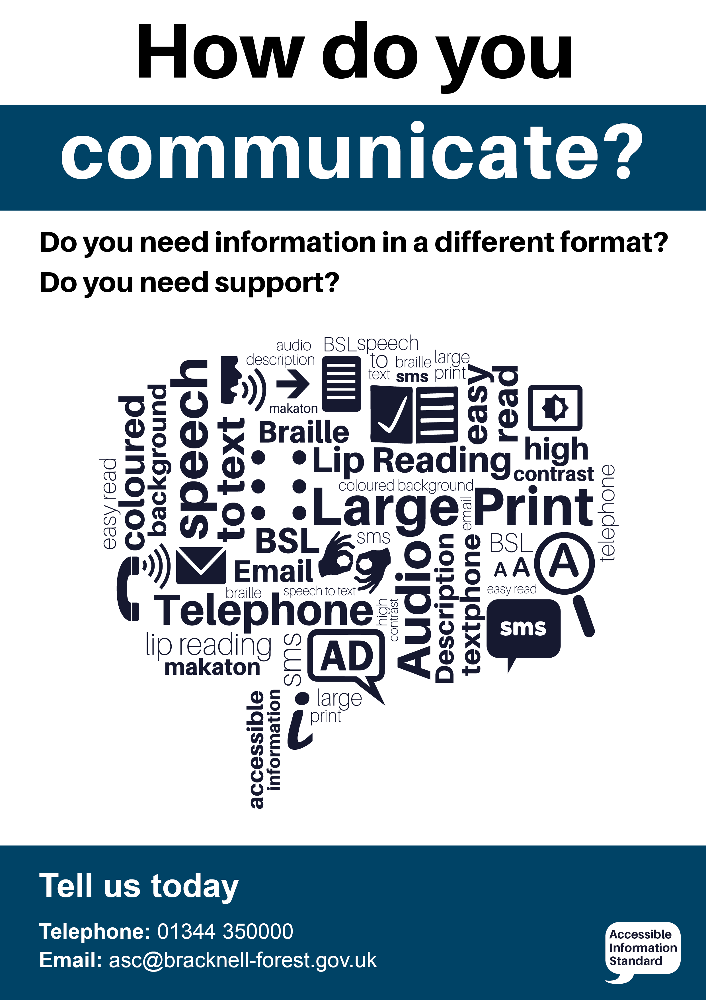 How do you
communicate?
Do you need information in a different format?
Do you need support?
audio
description
BSL
speech
to
text
braille
sms
large
print
easy
read
makaton
Braille
coloured
background
speech
to text
easy read
Lip Reading
high
contrast
coloured background
Large Print
email
telephone
BSL
sms
Email
BSL
A A A
easy read
braille
speech to text
Telephone
high
contrast
Audio
Description
textphone
sms
lip reading
makaton
sms
AD
large
print
i
accessible
information
Tell us today
Telephone: 01344 350000
Email: asc@bracknell-forest.gov.uk
Accessible
Information
Standard